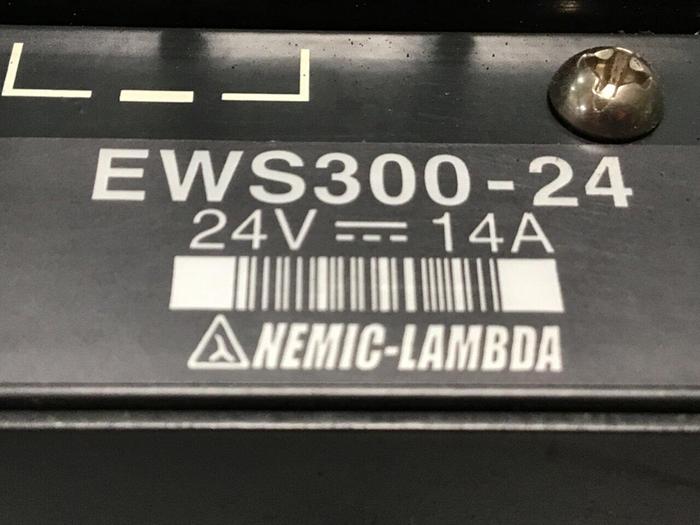 EWS300-24
24V ⎓ 14A
NEMIC-LAMBDA